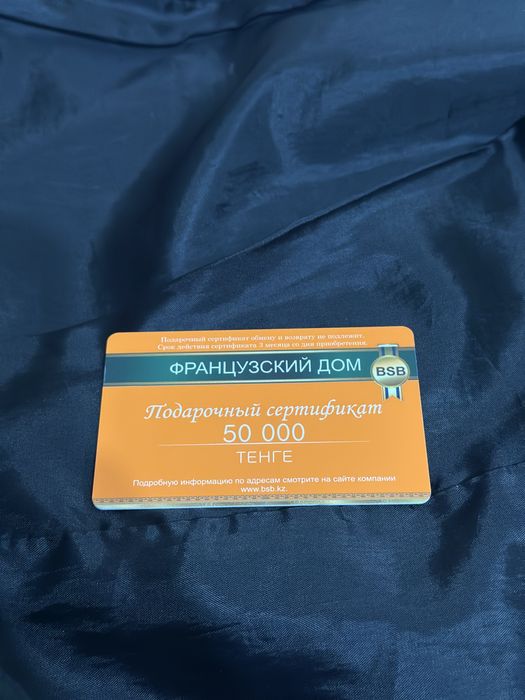 Подарочный сертификат обмену и возврату не подлежит.
Срок действия сертификата 3 месяца со дня приобретения.
ФРАНЦУЗСКИЙ ДОМ
BSB
Подарочный сертификат
50 000
ТЕНГЕ
Подробную информацию по адресам смотрите на сайте компании
www.bsb.kz.